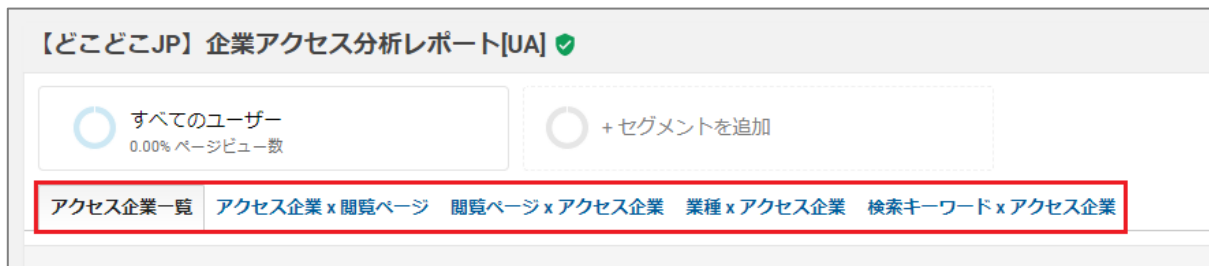 【どこどこJP】企業アクセス分析レポート[UA]
すべてのユーザー
0.00% ページビュー数
+ セグメントを追加
アクセス企業一覧 アクセス企業 x 閲覧ページ 閲覧ページ x アクセス企業 業種 x アクセス企業 検索キーワード x アクセス企業